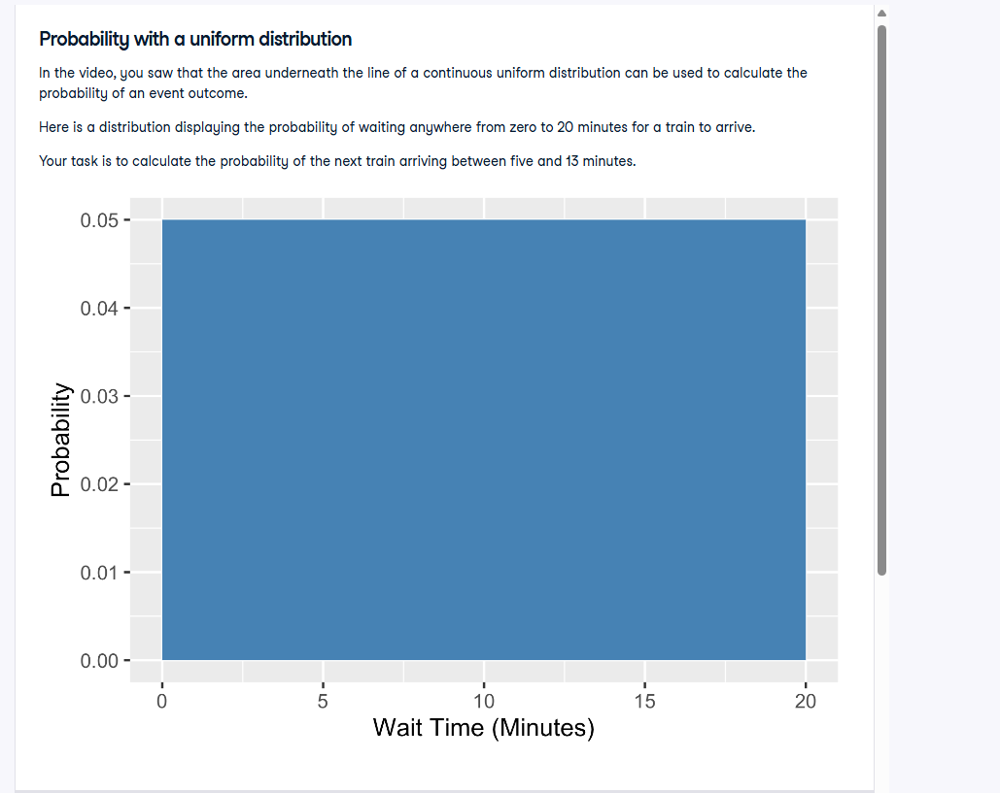 Probability with a uniform distribution
In the video, you saw that the area underneath the line of a continuous uniform distribution can be used to calculate the
probability of an event outcome.
Here is a distribution displaying the probability of waiting anywhere from zero to 20 minutes for a train to arrive.
Your task is to calculate the probability of the next train arriving between five and 13 minutes.
0.05
0.04
0.03
0.02
0.01
0.00
Probability
0 5 10 15 20
Wait Time (Minutes)